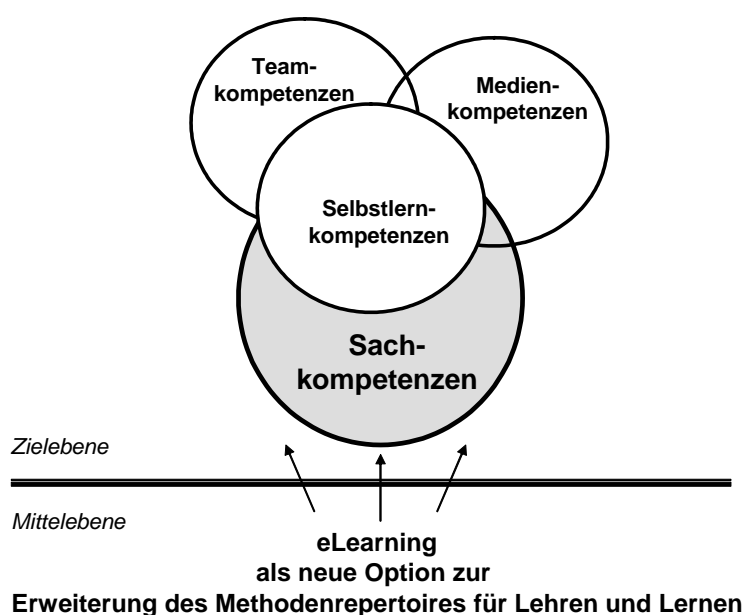 Team-
kompetenzen
Medien-
kompetenzen
Selbstlern-
kompetenzen
Sach-
kompetenzen
Zielebene
Mittelebene
eLearning
als neue Option zur
Erweiterung des Methodenrepertoires für Lehren und Lernen